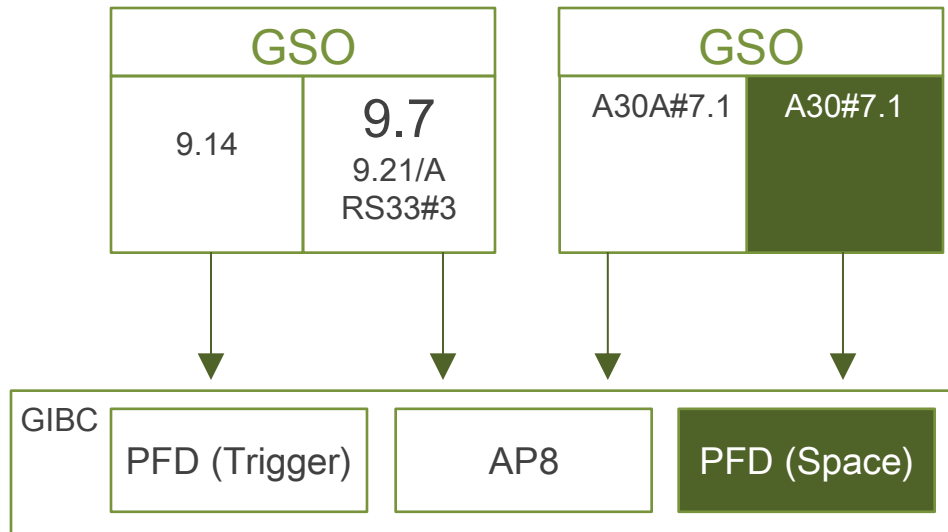 GSO
9.14
9.7
9.21/A
RS33#3
GSO
A30A#7.1
A30#7.1
GIBC
PFD (Trigger)
AP8
PFD (Space)